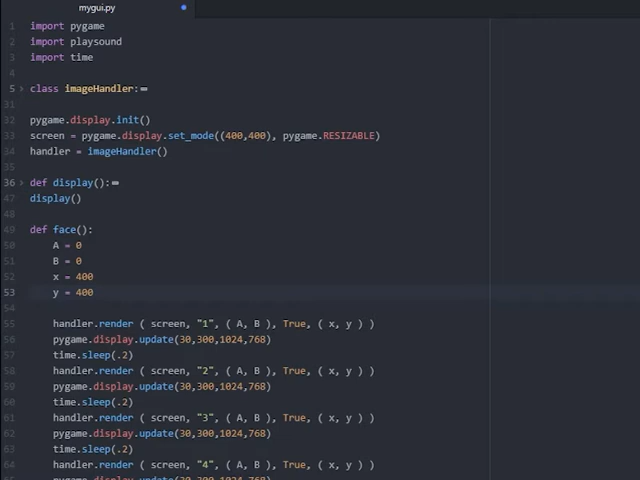 mygui.py
1 import pygame
2 import playsound
3 import time
4
5 class imageHandler:
31
32 pygame.display.init()
33 screen = pygame.display.set_mode((400,400), pygame.RESIZABLE)
34 handler = imageHandler()
35
36 def display():
47 display()
48
49 def face():
50 A = 0
51 B = 0
52 x = 400
53 y = 400
54
55 handler.render ( screen, "1", ( A, B ), True, ( x, y ) )
56 pygame.display.update(30,300,1024,768)
57 time.sleep(.2)
58 handler.render ( screen, "2", ( A, B ), True, ( x, y ) )
59 pygame.display.update(30,300,1024,768)
60 time.sleep(.2)
61 handler.render ( screen, "3", ( A, B ), True, ( x, y ) )
62 pygame.display.update(30,300,1024,768)
63 time.sleep(.2)
64 handler.render ( screen, "4", ( A, B ), True, ( x, y ) )